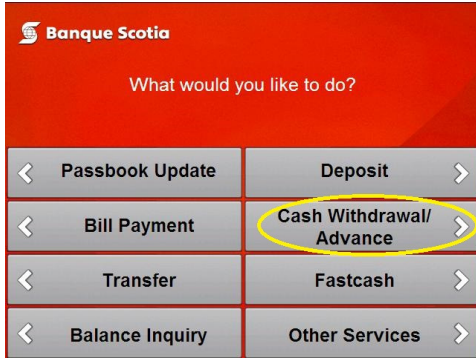 Banque Scotia
What would you like to do?
Passbook Update
Deposit
Bill Payment
Cash Withdrawal/
Advance
Transfer
Fastcash
Balance Inquiry
Other Services